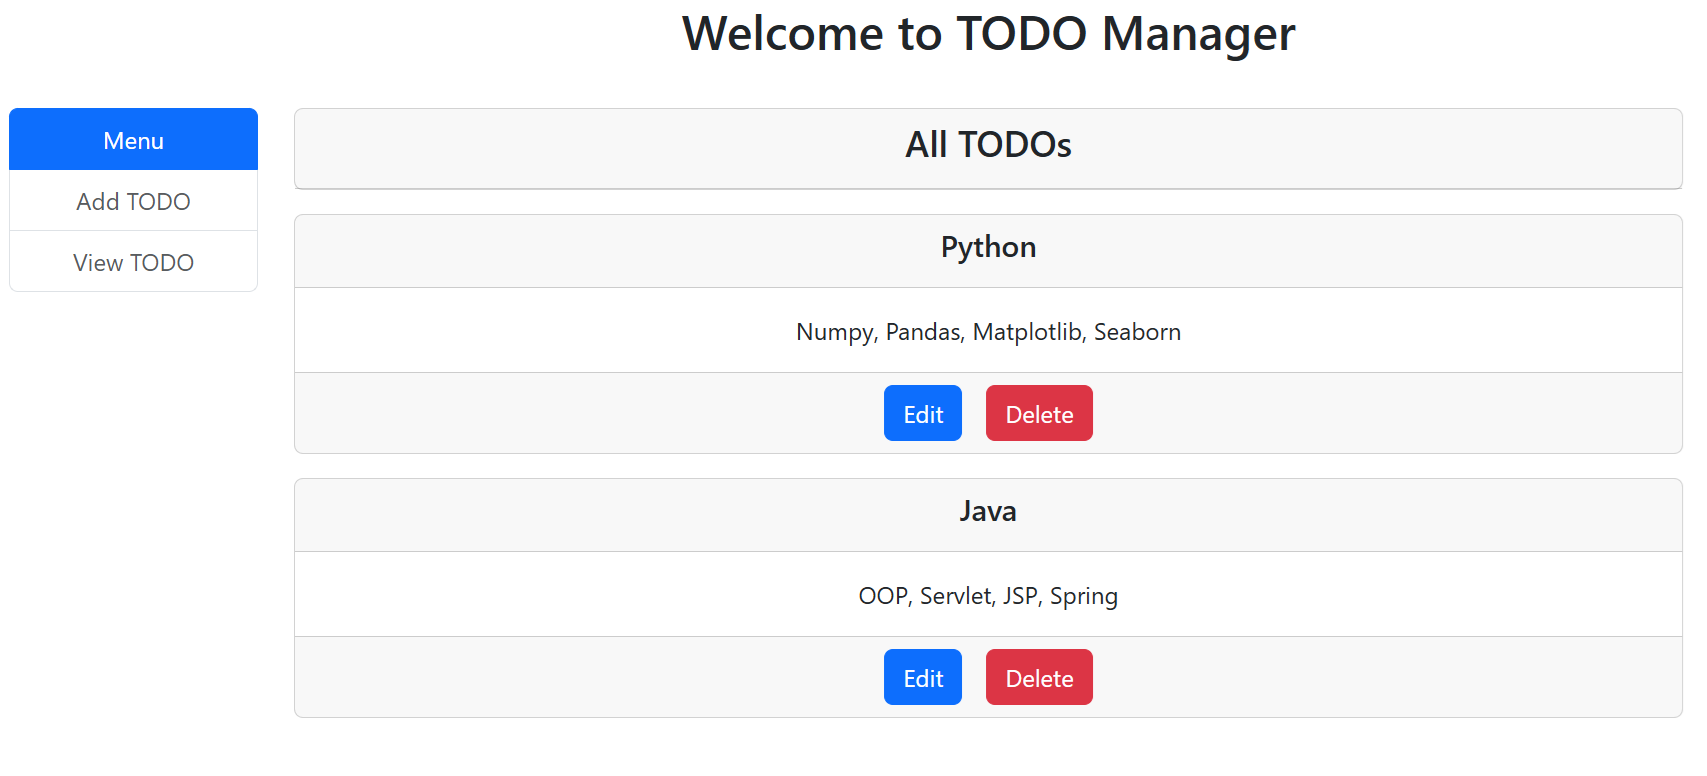 Welcome to TODO Manager
Menu
Add TODO
View TODO
All TODOs
Python
Numpy, Pandas, Matplotlib, Seaborn
Edit Delete
Java
OOP, Servlet, JSP, Spring
Edit Delete